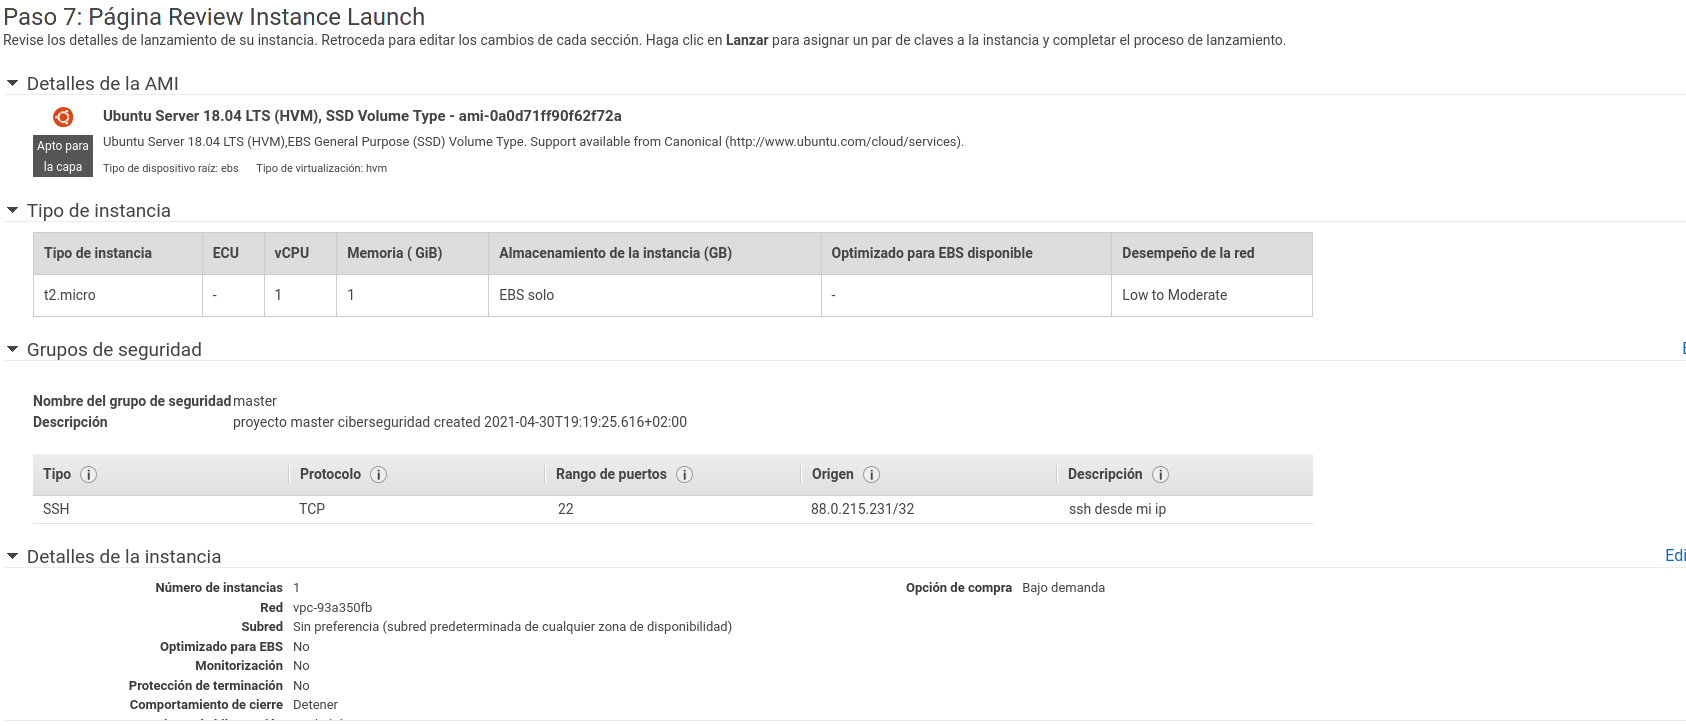 Paso 7: Página Review Instance Launch
Revise los detalles de lanzamiento de su instancia. Retroceda para editar los cambios de cada sección. Haga clic en Lanzar para asignar un par de claves a la instancia y completar el proceso de lanzamiento.
Detalles de la AMI
Ubuntu Server 18.04 LTS (HVM), SSD Volume Type - ami-0a0d71ff90f62f72a
Apto para la capa
Ubuntu Server 18.04 LTS (HVM),EBS General Purpose (SSD) Volume Type. Support available from Canonical (http://www.ubuntu.com/cloud/services).
Tipo de dispositivo raíz: ebs Tipo de virtualización: hvm
Tipo de instancia
Tipo de instancia ECU vCPU Memoria ( GiB) Almacenamiento de la instancia (GB) Optimizado para EBS disponible Desempeño de la red
t2.micro - 1 1 EBS solo - Low to Moderate
Grupos de seguridad
Nombre del grupo de seguridad master
Descripción proyecto master ciberseguridad created 2021-04-30T19:19:25.616+02:00
Tipo Protocolo Rango de puertos Origen Descripción
SSH TCP 22 88.0.215.231/32 ssh desde mi ip
Detalles de la instancia Edi
Número de instancias 1 Opción de compra Bajo demanda
Red vpc-93a350fb
Subred Sin preferencia (subred predeterminada de cualquier zona de disponibilidad)
Optimizado para EBS No
Monitorización No
Protección de terminación No
Comportamiento de cierre Detener